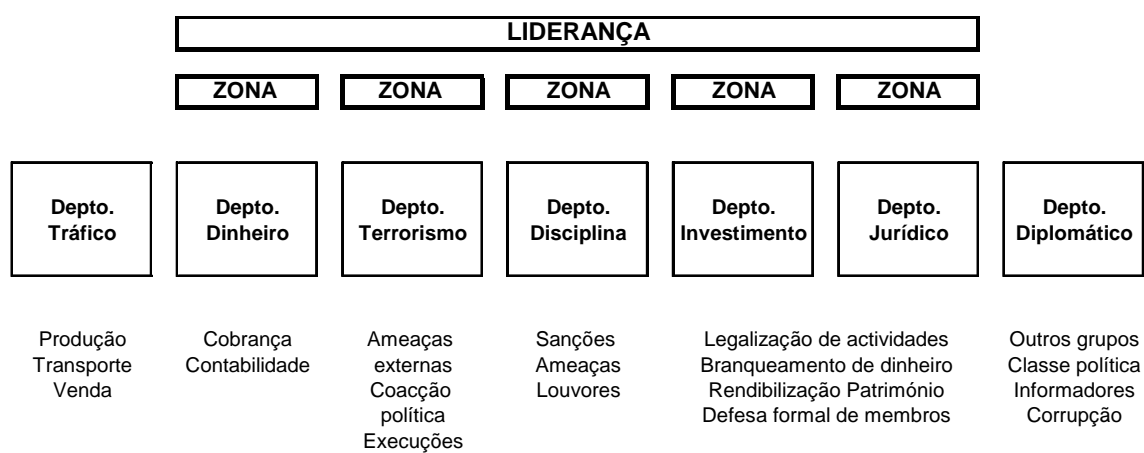 LIDERANÇA
ZONA ZONA ZONA ZONA ZONA
Depto.
Tráfico
Depto.
Dinheiro
Depto.
Terrorismo
Depto.
Disciplina
Depto.
Investimento
Depto.
Jurídico
Depto.
Diplomático
Produção
Transporte
Venda
Cobrança
Contabilidade
Ameaças
externas
Coacção
política
Execuções
Sanções
Ameaças
Louvores
Legalização de actividades
Branqueamento de dinheiro
Rendibilização Património
Defesa formal de membros
Outros grupos
Classe política
Informadores
Corrupção